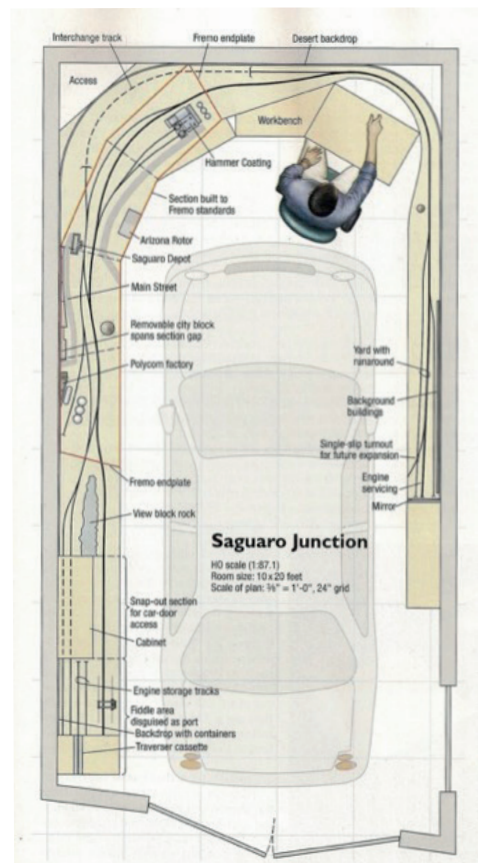 Interchange track
Fremo endplate
Desert backdrop
Access
Workbench
Hammer Coating
Section built to
Fremo standards
Arizona Rotor
Saguaro Depot
Main Street
Removable city block
spans section gap
Polycom factory
Yard with
runaround
Background
buildings
Single-slip turnout
for future expansion
Engine
servicing
Mirror
Fremo endplate
View block rock
Saguaro Junction
HO scale (1:87.1)
Room size: 10 x 20 feet
Scale of plan: ⅜" = 1'-0", 24" grid
Snap-out section
for car-door
access
Cabinet
Engine storage tracks
Fiddle area
disguised as port
Backdrop with containers
Traverser cassette